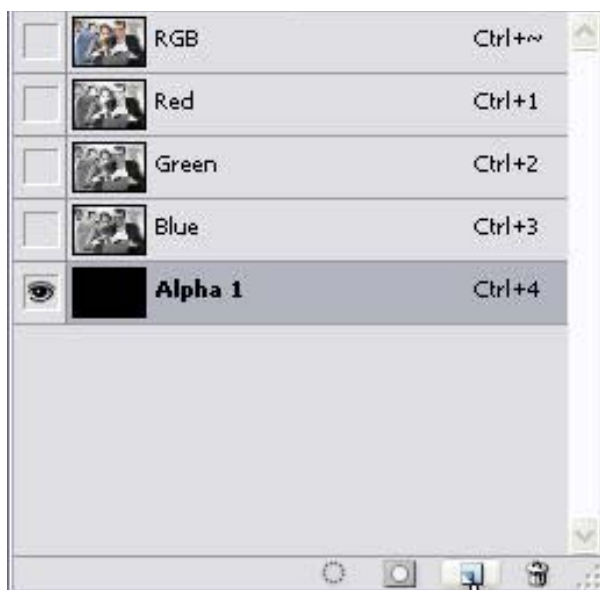 RGB Ctrl+~
Red Ctrl+1
Green Ctrl+2
Blue Ctrl+3
Alpha 1 Ctrl+4